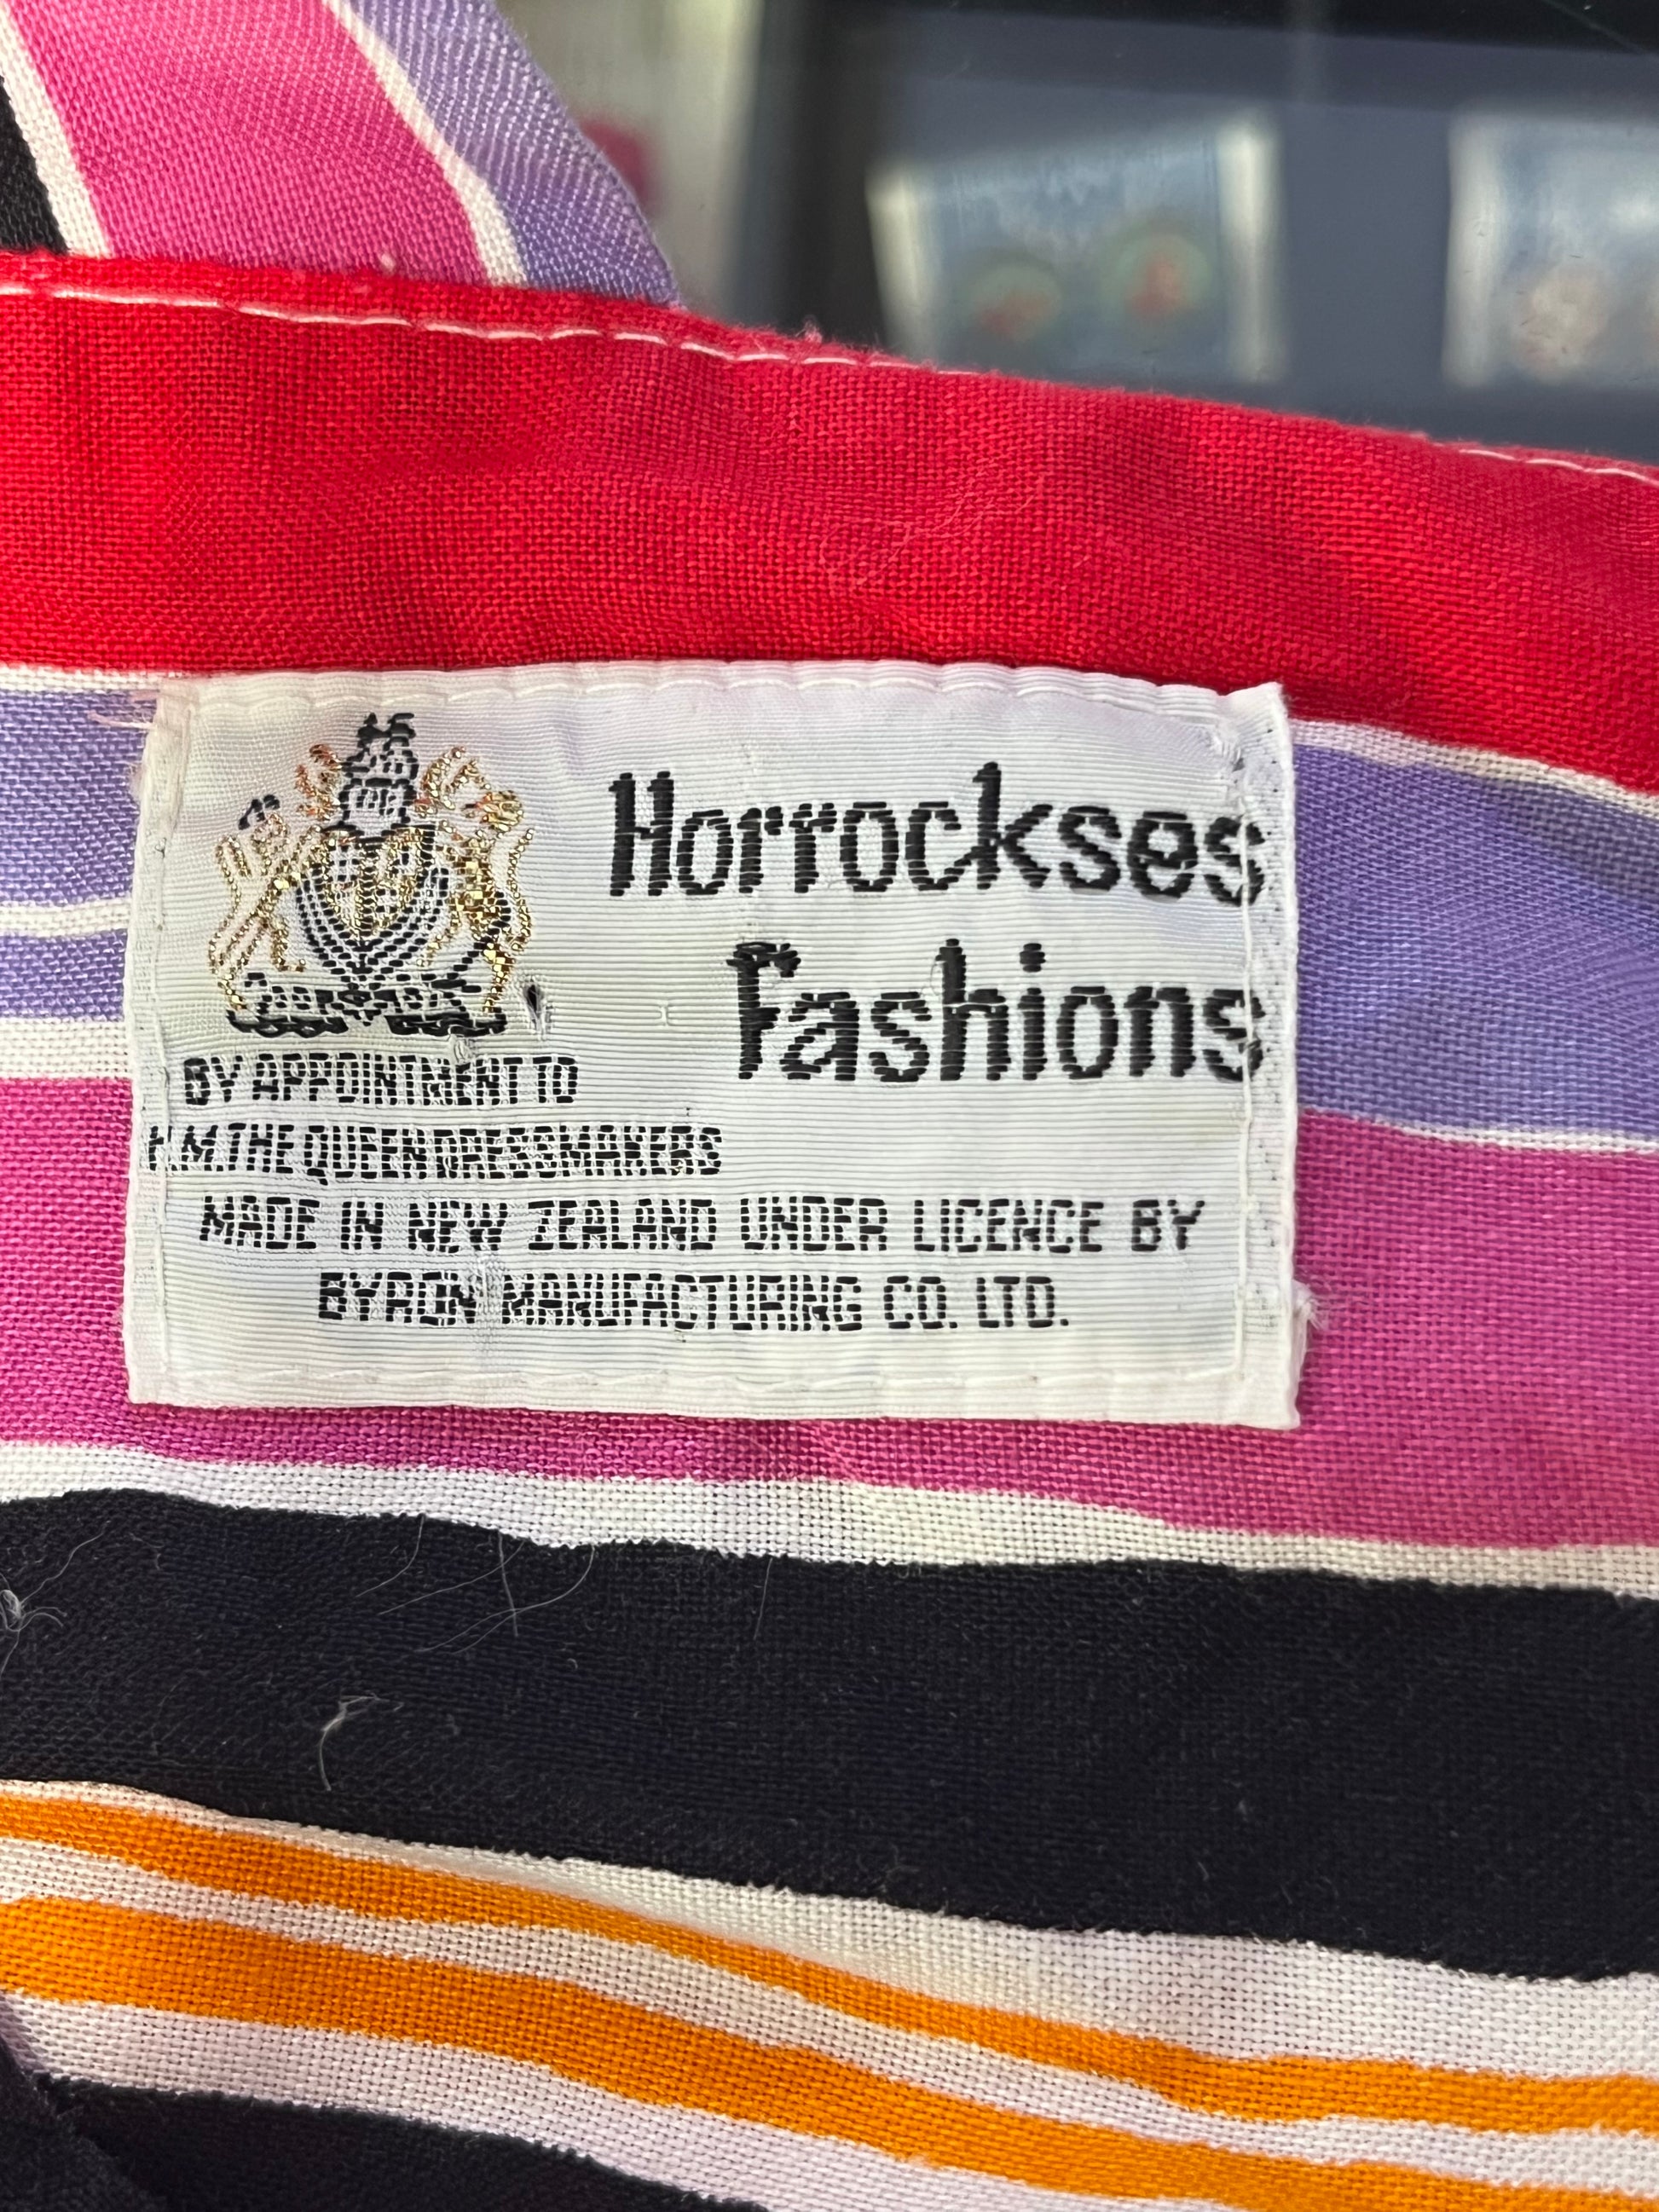 Horrockses
Fashions
BY APPOINTMENT TO
H.M. THE QUEEN DRESSMAKERS
MADE IN NEW ZEALAND UNDER LICENCE BY
BYRON MANUFACTURING CO. LTD.